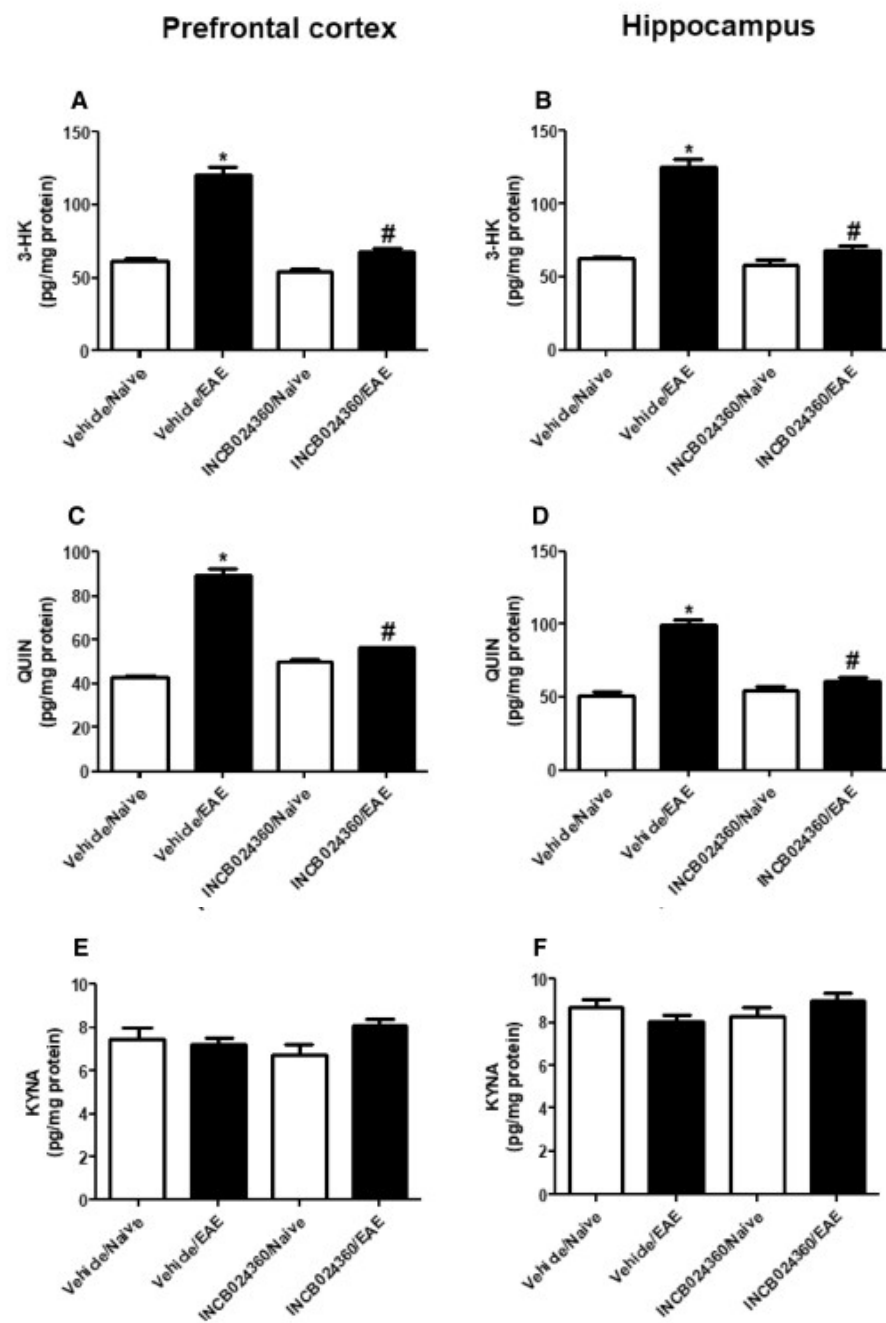 Prefrontal cortex
Hippocampus
A
150
100
50
0
3-HK
(pg/mg protein)
*
#
Vehicle/Naive
Vehicle/EAE
INCB024360/Naive
INCB024360/EAE
B
150
100
50
0
3-HK
(pg/mg protein)
*
#
Vehicle/Naive
Vehicle/EAE
INCB024360/Naive
INCB024360/EAE
C
100
80
60
40
20
0
QUIN
(pg/mg protein)
*
#
Vehicle/Naive
Vehicle/EAE
INCB024360/Naive
INCB024360/EAE
D
150
100
50
0
QUIN
(pg/mg protein)
*
#
Vehicle/Naive
Vehicle/EAE
INCB024360/Naive
INCB024360/EAE
E
10
8
6
4
2
0
KYNA
(pg/mg protein)
Vehicle/Naive
Vehicle/EAE
INCB024360/Naive
INCB024360/EAE
F
10
8
6
4
2
0
KYNA
(pg/mg protein)
Vehicle/Naive
Vehicle/EAE
INCB024360/Naive
INCB024360/EAE